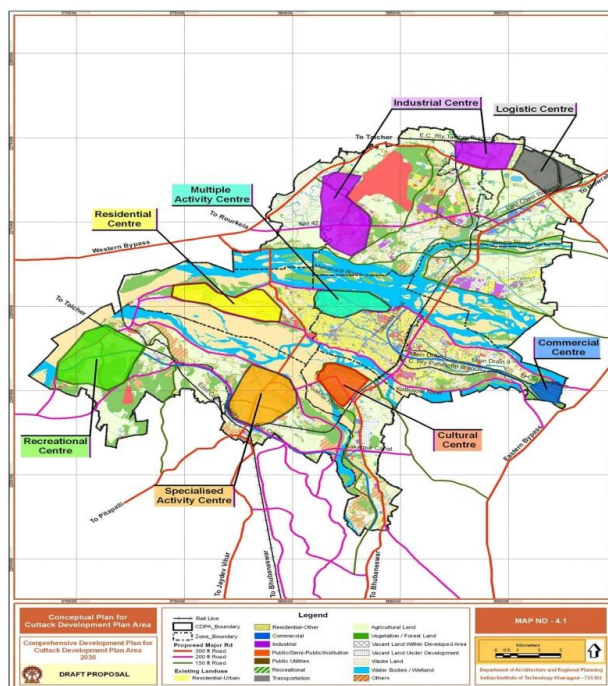 Industrial Centre
Logistic Centre
To Talcher
Multiple
Activity Centre
To Rourkela
NH 42
Residential
Centre
Western Bypass
To Talcher
Commercial
Centre
Recreational
Centre
Cultural
Centre
Eastern Bypass
Specialised
Activity Centre
To Pitapalli
To Jaydev Vihar
To Bhubaneswar
To Bhubaneswar
Conceptual Plan for
Cuttack Development Plan Area
Comprehensive Development Plan for
Cuttack Development Plan Area
2030
DRAFT PROPOSAL
Legend
Rail Line
CDPA_Boundary
Zone_Boundary
Proposed Major Rd
300 ft Road
200 ft Road
150 ft Road
Existing Landuse
Residential-Urban
Residential-Other
Commercial
Industrial
Public/Semi-Public/Institution
Public Utilities
Recreational
Transportation
Agricultural Land
Vegetation / Forest Land
Vacant Land Within Developed Area
Vacant Land Under Development
Waste Land
Water Bodies / Wetland
Others
MAP NO - 4.1
Kilometers
Department of Architecture and Regional Planning
Indian Institute of Technology Kharagpur - 721302